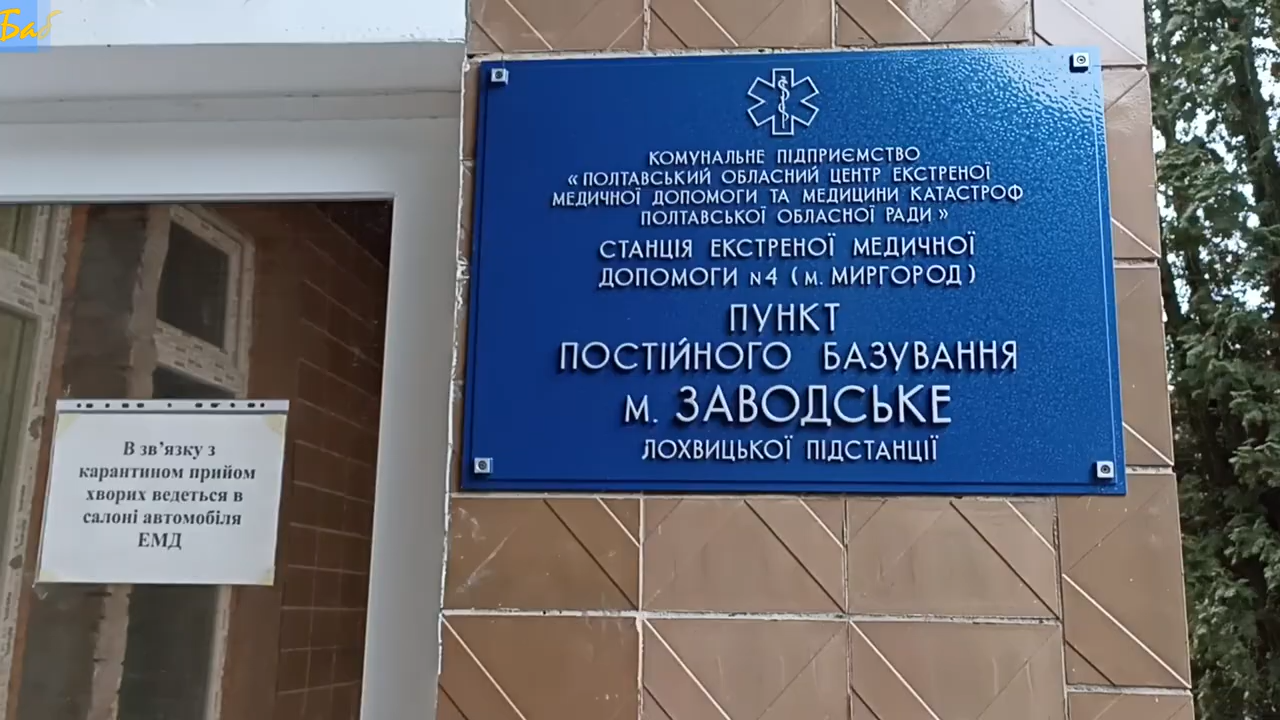 Баб
КОМУНАЛЬНЕ ПІДПРИЄМСТВО
«ПОЛТАВСЬКИЙ ОБЛАСНИЙ ЦЕНТР ЕКСТРЕНОЇ
МЕДИЧНОЇ ДОПОМОГИ ТА МЕДИЦИНИ КАТАСТРОФ
ПОЛТАВСЬКОЇ ОБЛАСНОЇ РАДИ»
СТАНЦІЯ ЕКСТРЕНОЇ МЕДИЧНОЇ
ДОПОМОГИ №4 (м. МИРГОРОД)
ПУНКТ
ПОСТІЙНОГО БАЗУВАННЯ
м. ЗАВОДСЬКЕ
ЛОХВИЦЬКОЇ ПІДСТАНЦІЇ
В зв’язку з
карантином прийом
хворих ведеться в
салоні автомобіля
ЕМД